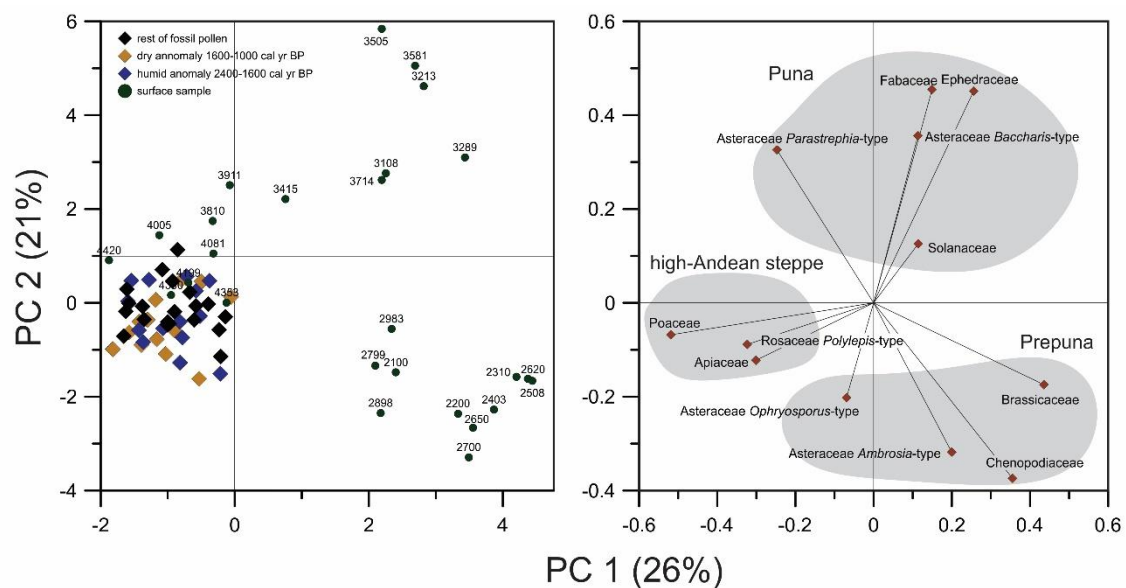 6
4
2
0
-2
-4
-2
0
2
4
PC 2 (21%)
rest of fossil pollen
dry annomaly 1600-1000 cal yr BP
humid anomaly 2400-1600 cal yr BP
surface sample
3505
3581
3213
3289
3108
3714
3911
3415
3810
4005
4081
4420
4199
4353
2983
2799
2100
2310
2620
2508
2898
2200
2403
2650
2700
0.6
0.4
0.2
0
-0.2
-0.4
-0.6
-0.4
-0.2
0
0.2
0.4
0.6
Puna
Fabaceae
Ephedraceae
Asteraceae Parastrephia-type
Asteraceae Baccharis-type
Solanaceae
high-Andean steppe
Poaceae
Rosaceae Polylepis-type
Apiaceae
Prepuna
Brassicaceae
Asteraceae Ophryosporus-type
Asteraceae Ambrosia-type
Chenopodiaceae
PC 1 (26%)